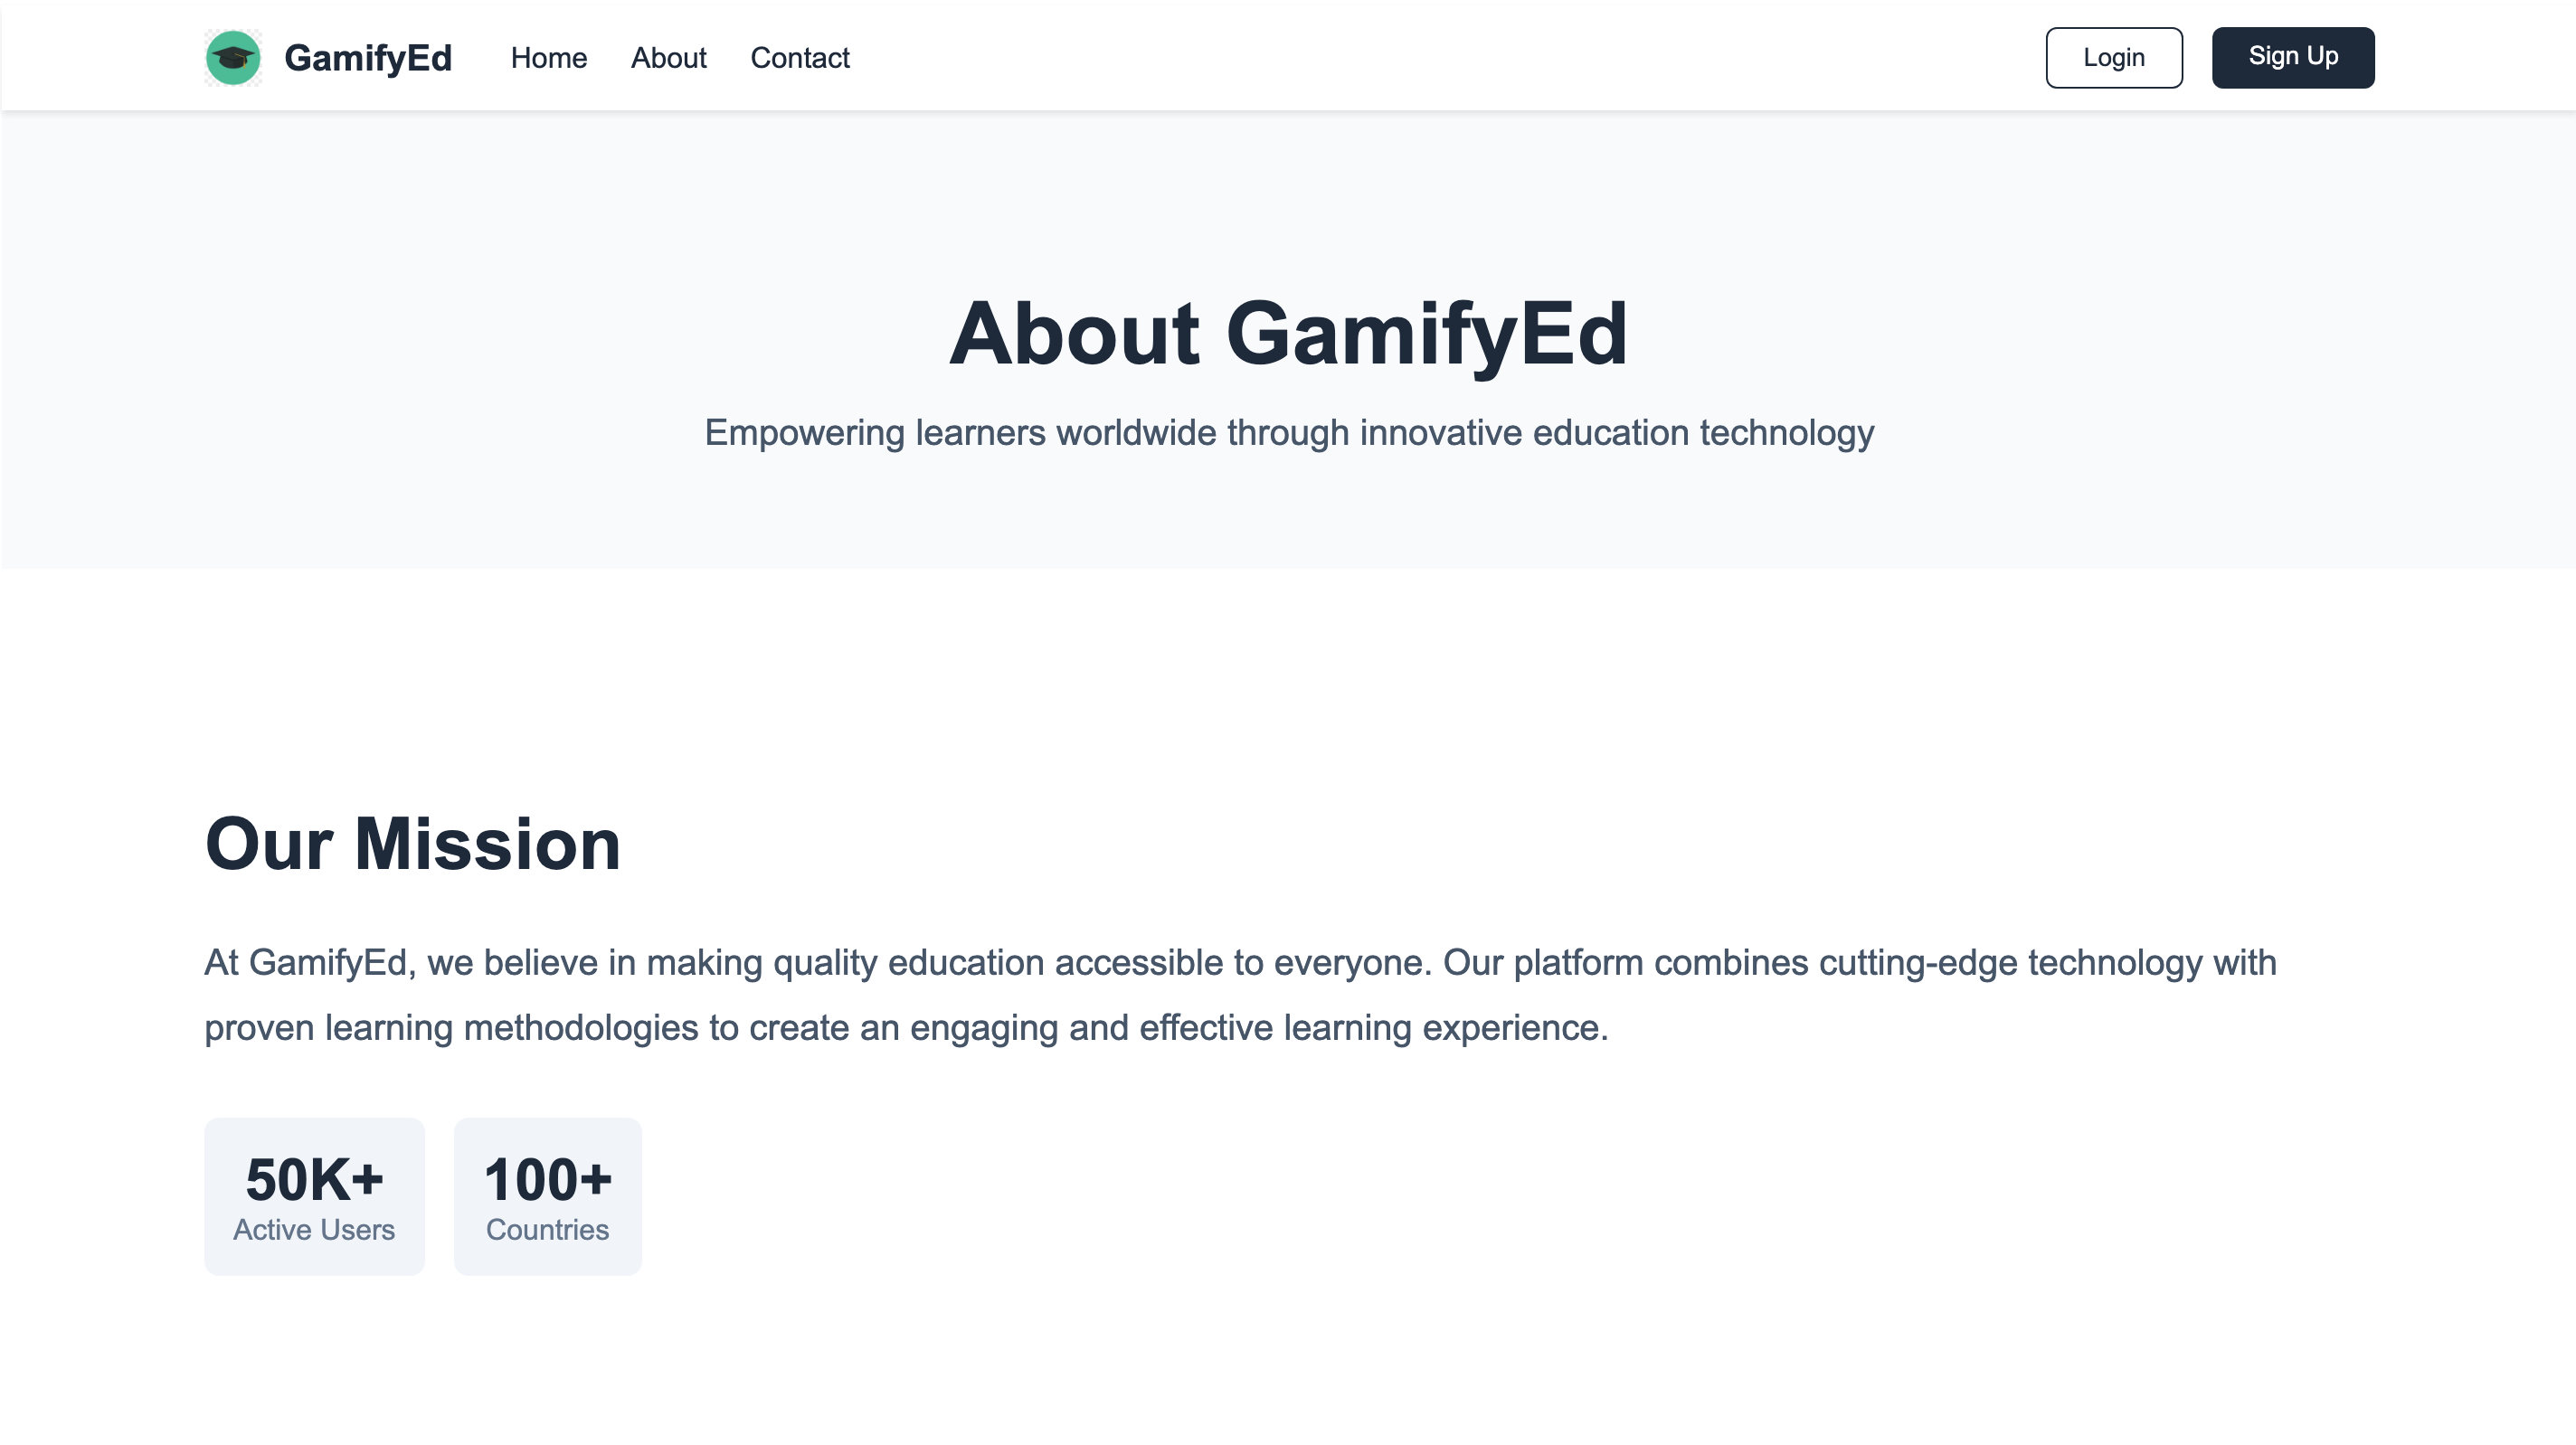 GamifyEd
Home
About
Contact
Login
Sign Up
About GamifyEd
Empowering learners worldwide through innovative education technology
Our Mission
At GamifyEd, we believe in making quality education accessible to everyone. Our platform combines cutting-edge technology with
proven learning methodologies to create an engaging and effective learning experience.
50K+
Active Users
100+
Countries